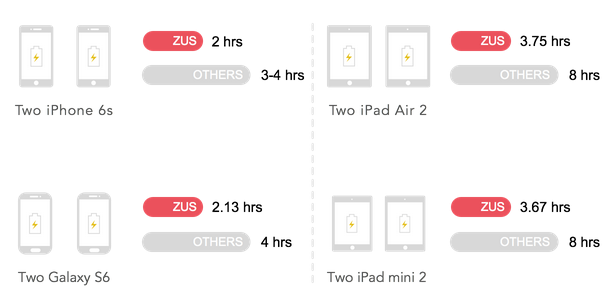 ZUS 2 hrs
OTHERS 3-4 hrs
Two iPhone 6s
ZUS 3.75 hrs
OTHERS 8 hrs
Two iPad Air 2
ZUS 2.13 hrs
OTHERS 4 hrs
Two Galaxy S6
ZUS 3.67 hrs
OTHERS 8 hrs
Two iPad mini 2